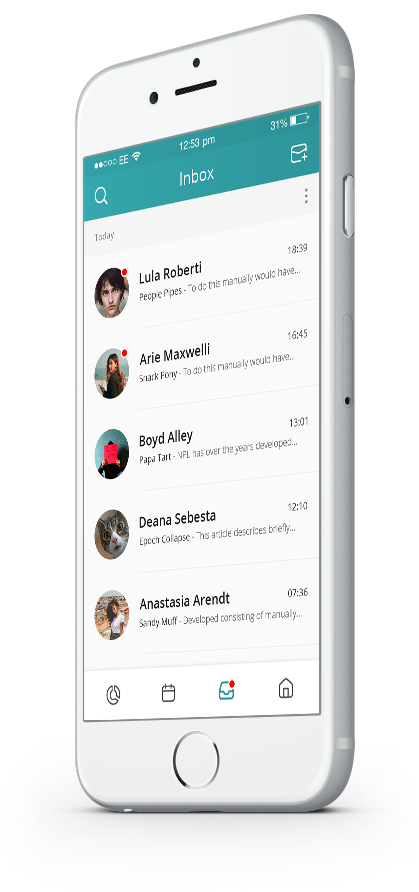 EE 12:53 pm 31%
Inbox
Today
18:39
Lula Roberti
People Pipes - To do this manually would have...
16:45
Arie Maxwelli
Snack Pony - To do this manually would have...
13:01
Boyd Alley
Papa Tart - NPL has over the years developed...
12:10
Deana Sebesta
Epoch Collapse - This article describes briefly...
07:36
Anastasia Arendt
Sandy Muff - Developed consisting of manually...